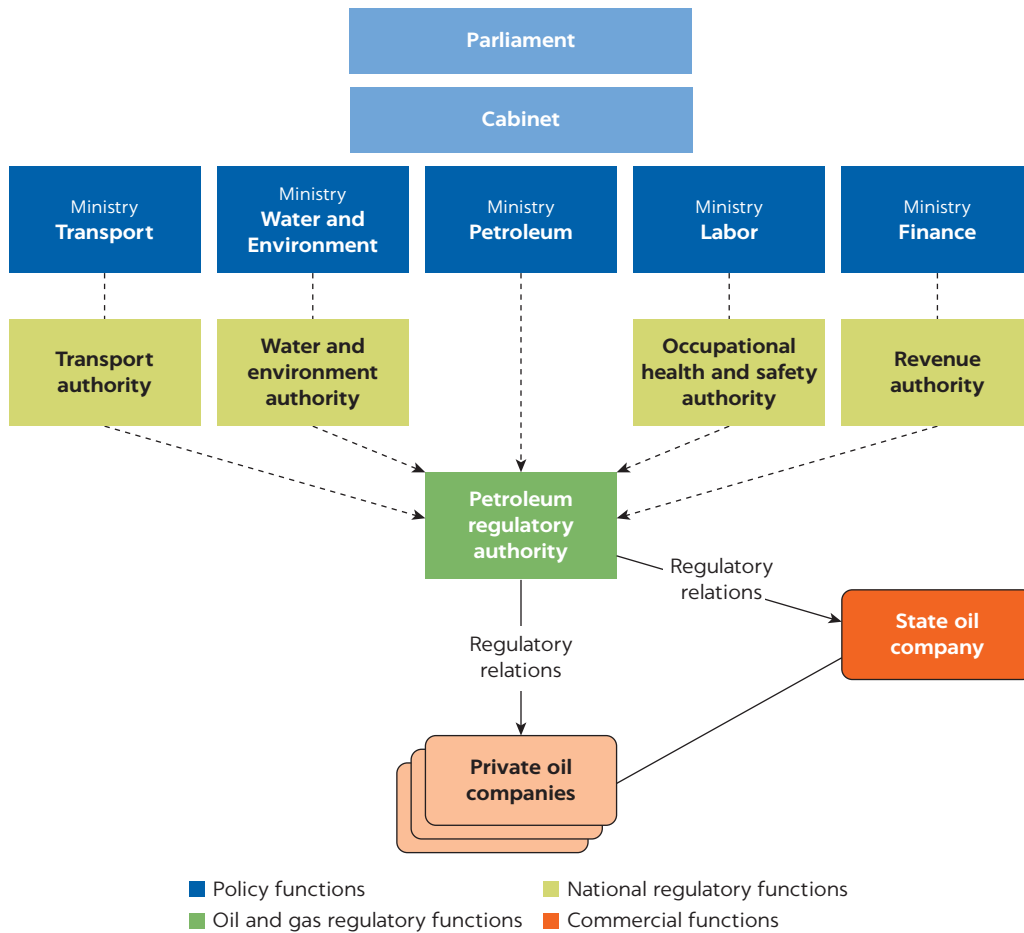 Parliament
Cabinet
Ministry
Transport
Ministry
Water and
Environment
Ministry
Petroleum
Ministry
Labor
Ministry
Finance
Transport
authority
Water and
environment
authority
Occupational
health and safety
authority
Revenue
authority
Petroleum
regulatory
authority
Regulatory
relations
State oil
company
Regulatory
relations
Private oil
companies
Policy functions
National regulatory functions
Oil and gas regulatory functions
Commercial functions